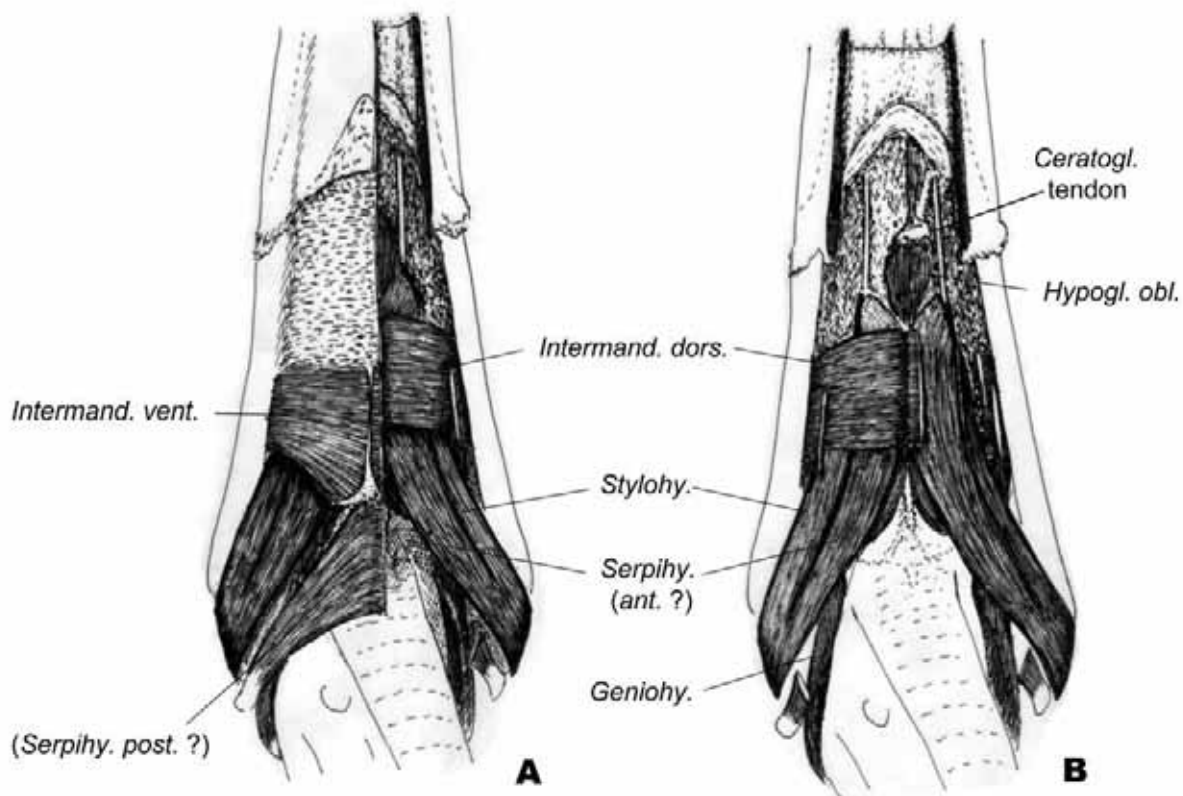 Ceratogl.
tendon
Hypogl. obl.
Intermand. dors.
Intermand. vent.
Stylohy.
Serpihy.
(ant. ?)
Geniohy.
(Serpihy. post. ?)
A
B